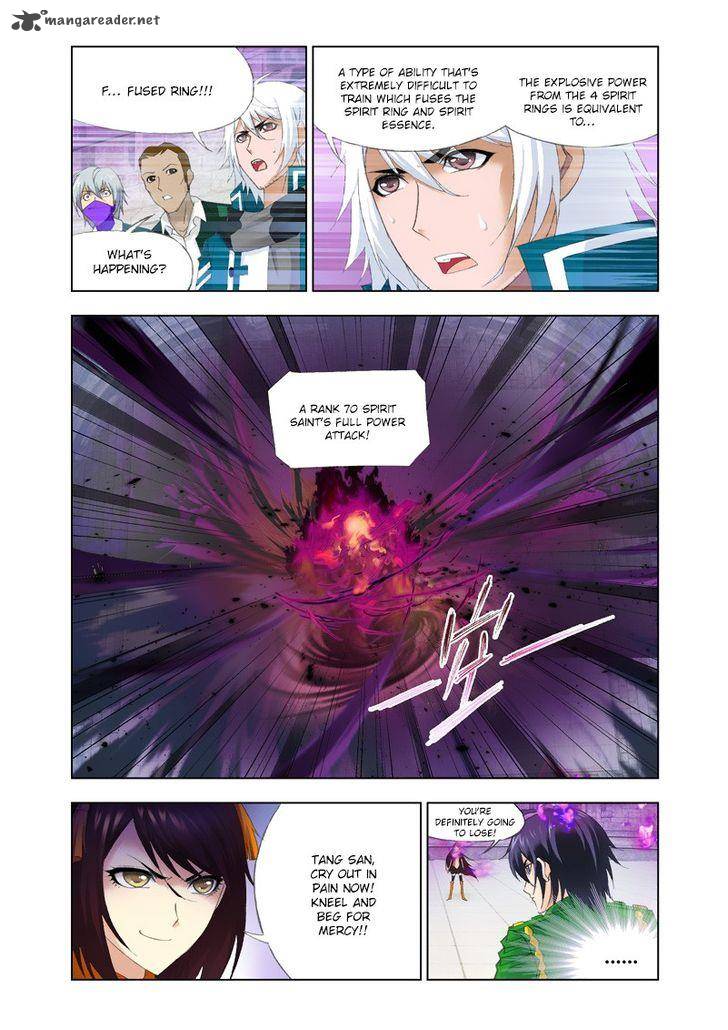 mangareader.net
F... FUSED RING!!!
WHAT'S
HAPPENING?
A TYPE OF ABILITY THAT'S
EXTREMELY DIFFICULT TO
TRAIN WHICH FUSES THE
SPIRIT RING AND SPIRIT
ESSENCE.
THE EXPLOSIVE POWER
FROM THE 4 SPIRIT
RINGS IS EQUIVALENT
TO...
A RANK 70 SPIRIT
SAINT'S FULL POWER
ATTACK!
TANG SAN,
CRY OUT IN
PAIN NOW!
KNEEL AND
BEG FOR
MERCY!!
YOU'RE
DEFINITELY GOING
TO LOSE!
......